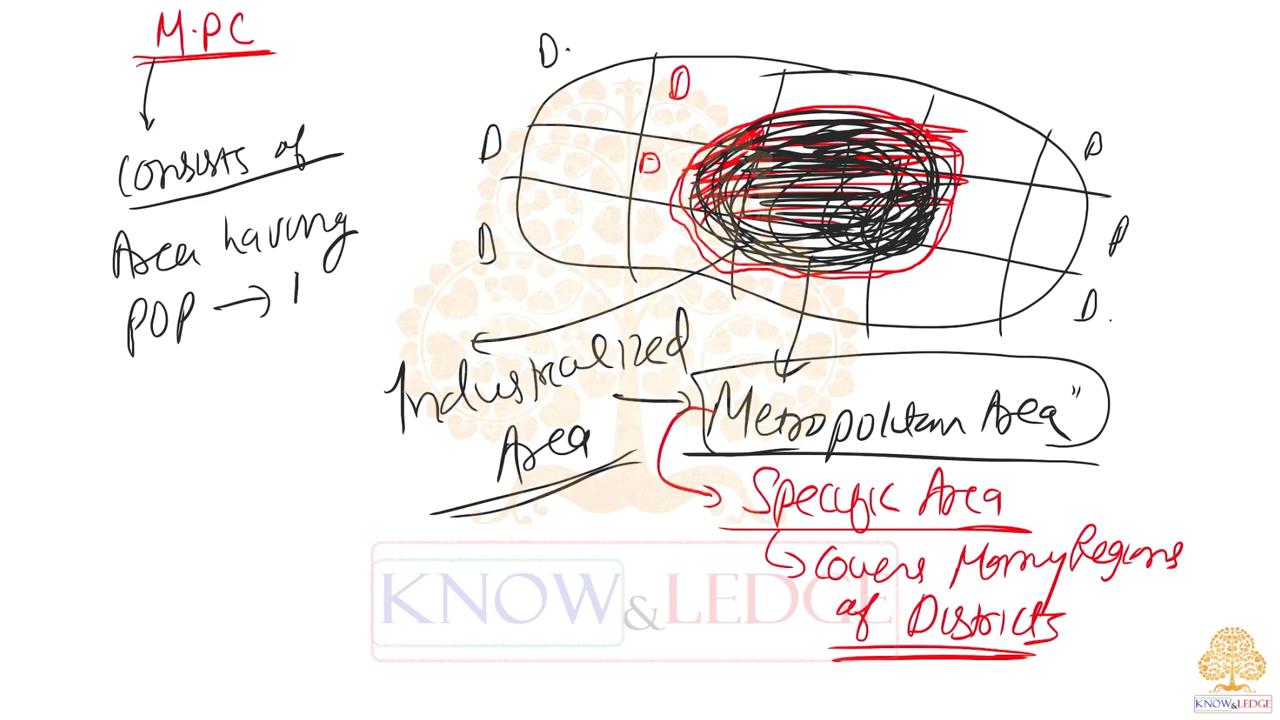 M.PC
Consists of
Area having
POP → 1
D.
D
D
D
D
D
D
D.
Industrialized
Area
Metropolitan Area"
Specific Area
Covers Many Regions
of Districts
KNOW&LEDGE
KNOW&LEDGE